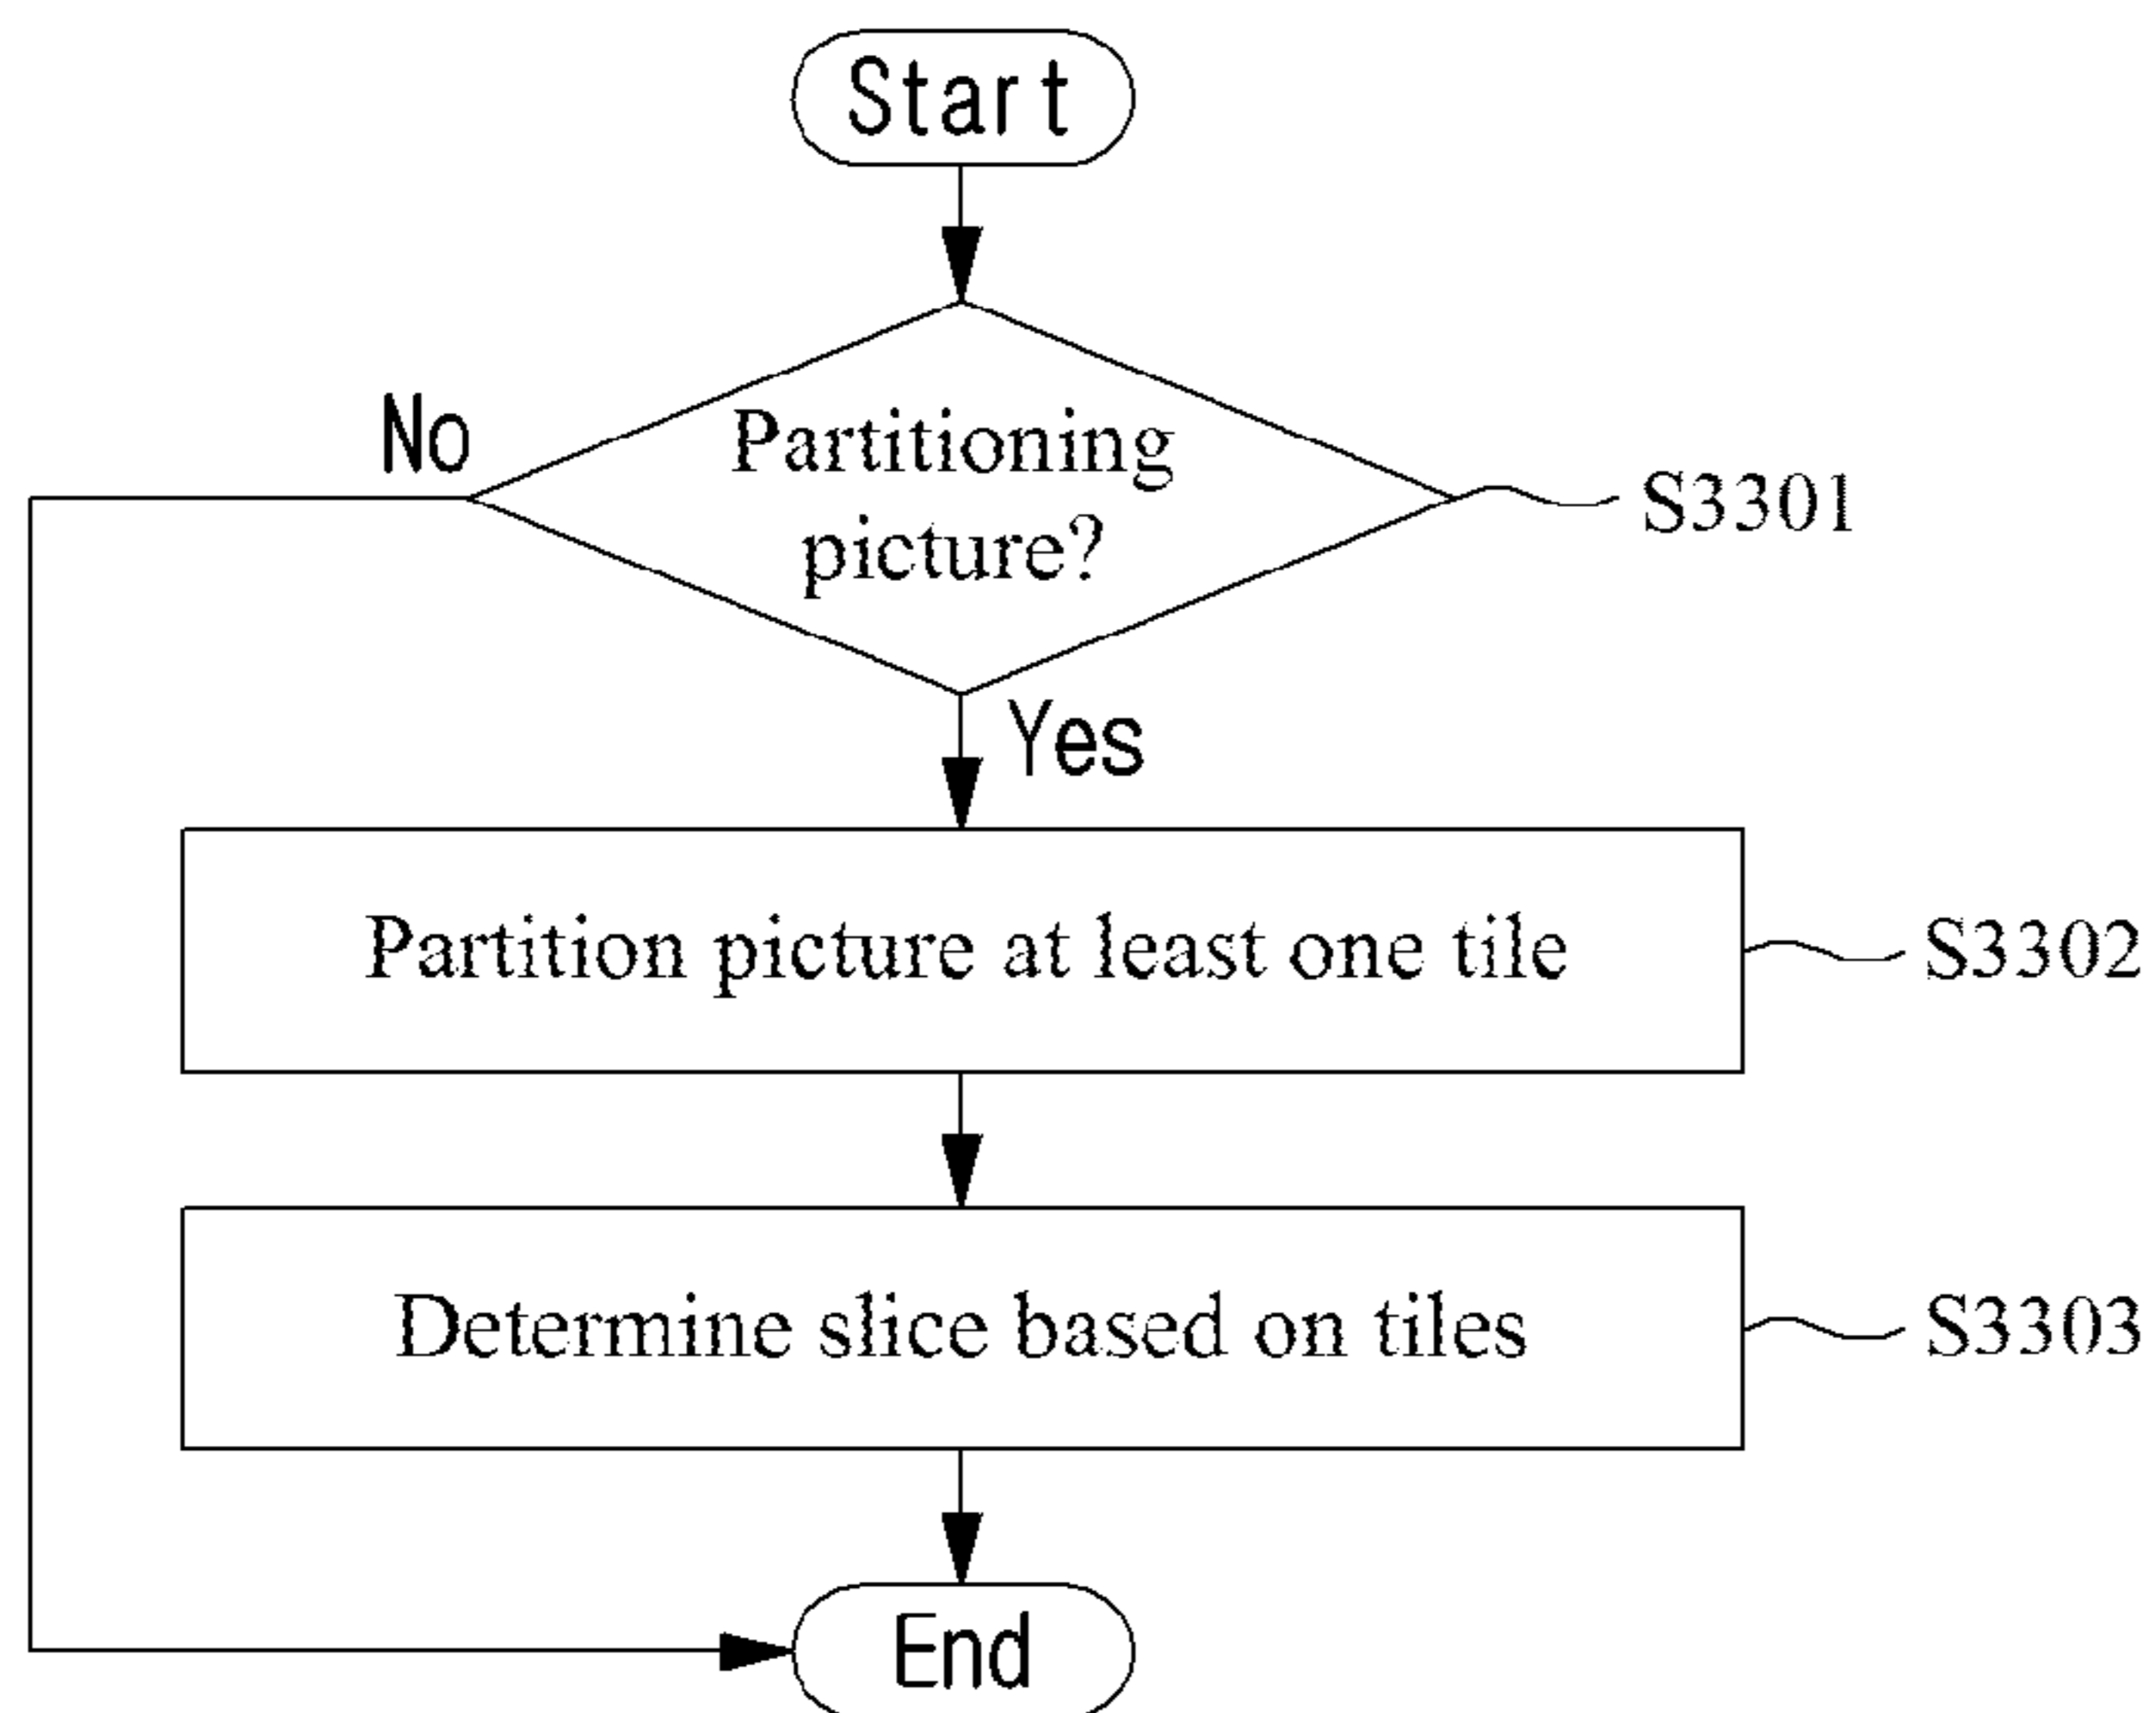 Start
No
Partitioning
picture?
S3301
Yes
Partition picture at least one tile
S3302
Determine slice based on tiles
S3303
End